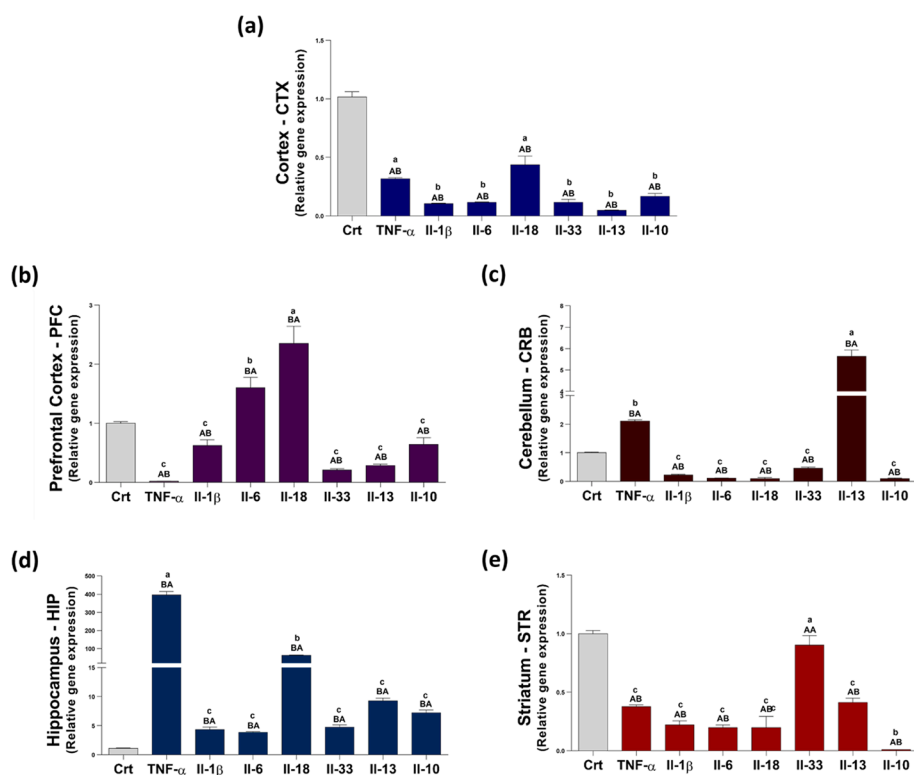 (a)
Cortex - CTX
(Relative gene expression)
1.5
1.0
0.5
0.0
a
AB
b
AB
b
AB
a
AB
b
AB
b
AB
b
AB
Crt TNF-α Il-1β Il-6 Il-18 Il-33 Il-13 Il-10
(b)
Prefrontal Cortex - PFC
(Relative gene expression)
3
2
1
0
c
AB
c
AB
b
BA
a
BA
c
AB
c
AB
c
AB
Crt TNF-α Il-1β Il-6 Il-18 Il-33 Il-13 Il-10
(c)
Cerebellum - CRB
(Relative gene expression)
8
7
6
5
4
3
2
1
0
b
BA
c
AB
c
AB
c
AB
c
AB
a
BA
c
AB
Crt TNF-α Il-1β Il-6 Il-18 Il-33 Il-13 Il-10
(d)
Hippocampus - HIP
(Relative gene expression)
500
400
300
200
100
15
10
5
0
a
BA
c
BA
c
BA
b
BA
c
BA
c
BA
c
BA
Crt TNF-α Il-1β Il-6 Il-18 Il-33 Il-13 Il-10
(e)
Striatum - STR
(Relative gene expression)
1.5
1.0
0.5
0.0
c
AB
c
AB
c
AB
c
AB
a
AA
c
AB
b
AB
Crt TNF-α Il-1β Il-6 Il-18 Il-33 Il-13 Il-10